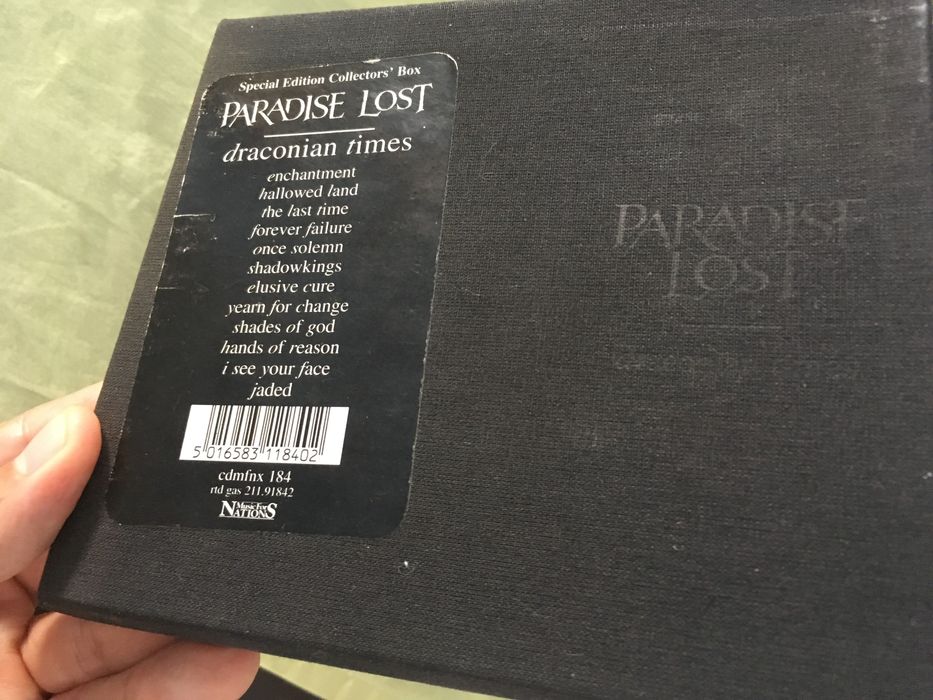 Special Edition Collectors' Box
PARADISE LOST
draconian times
enchantment
hallowed land
the last time
forever failure
once solemn
shadowkings
elusive cure
yearn for change
shades of god
hands of reason
i see your face
jaded
5 016583 118402
cdmfnx 184
rtd gas 211.91842
Music For
NATIONS
PARADISE
LOST